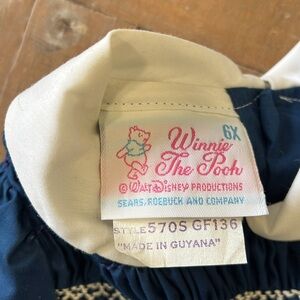 6X
Winnie
The Pooh
© WALT DISNEY PRODUCTIONS
SEARS, ROEBUCK AND COMPANY
STYLE 570S GF136
"MADE IN GUYANA"